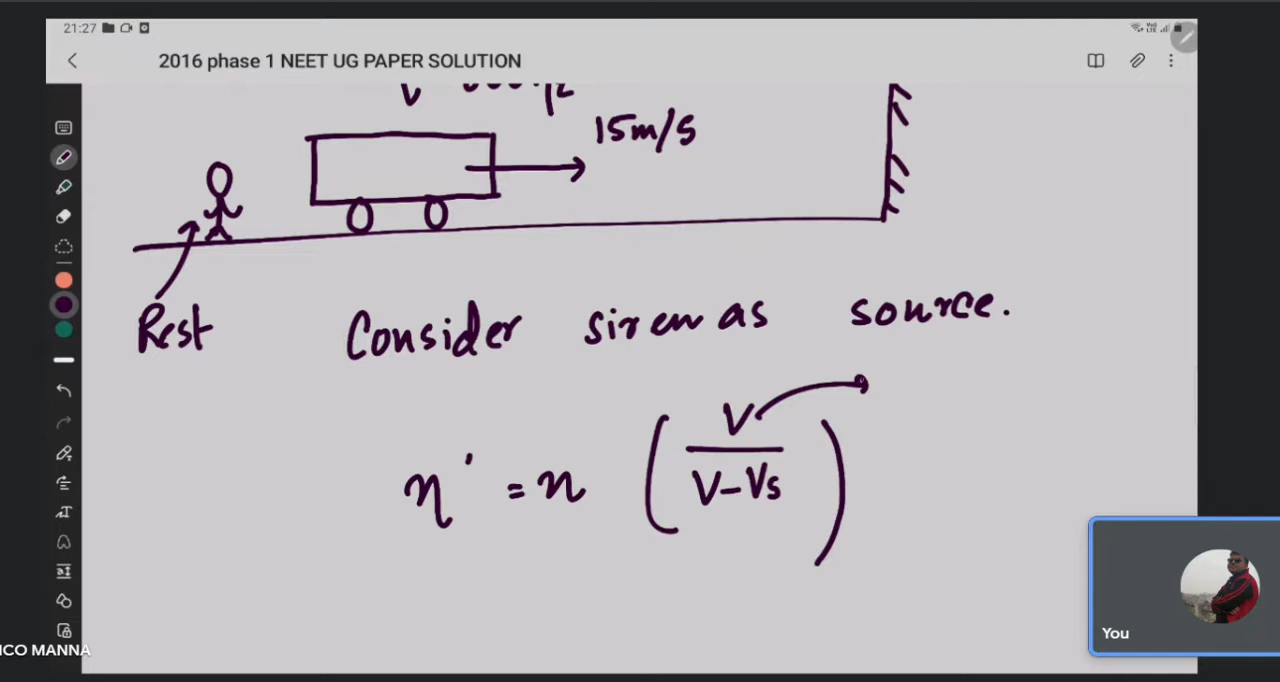 21:27
2016 phase 1 NEET UG PAPER SOLUTION
15m/s
Rest
Consider siren as source.
η' = n ( V / V-Vs )
ICO MANNA
You